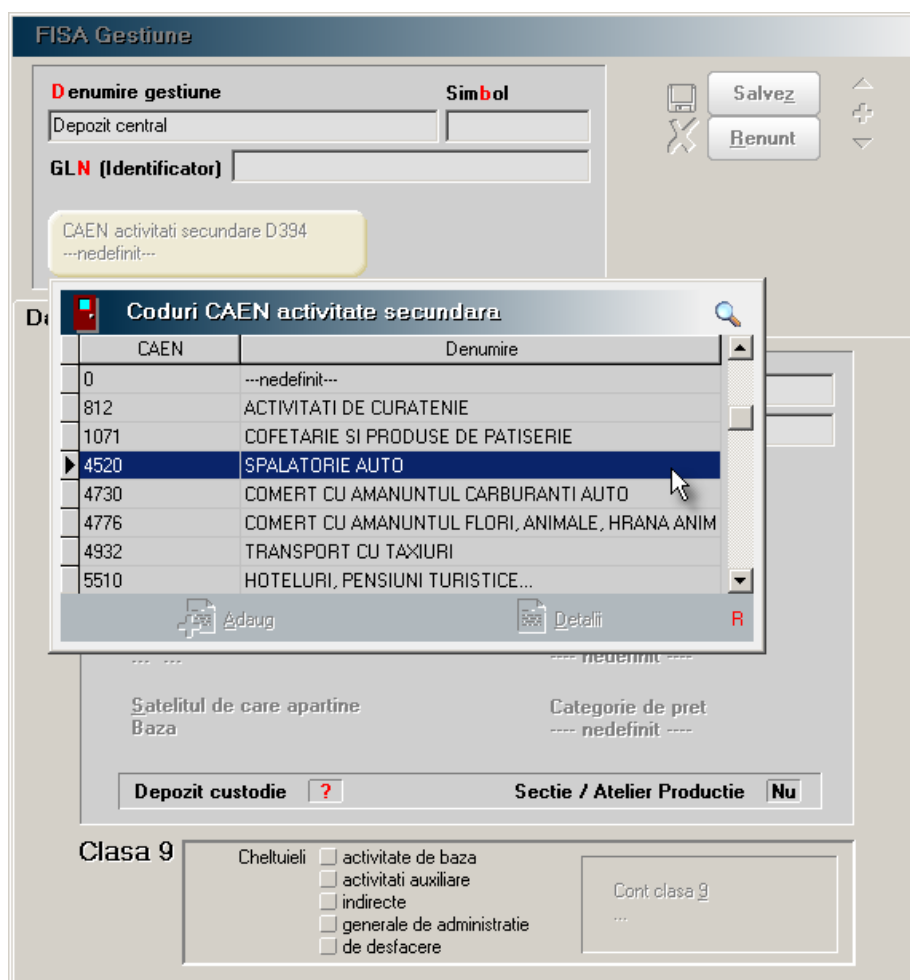 FISA Gestiune
Denumire gestiune Simbol
Salvez
Depozit central
Renunt
GLN (Identificator)
CAEN activitati secundare D394
---nedefinit---
Da
Coduri CAEN activitate secundara
CAEN Denumire
0 ---nedefinit---
812 ACTIVITATI DE CURATENIE
1071 COFETARIE SI PRODUSE DE PATISERIE
4520 SPALATORIE AUTO
4730 COMERT CU AMANUNTUL CARBURANTI AUTO
4776 COMERT CU AMANUNTUL FLORI, ANIMALE, HRANA ANIM
4932 TRANSPORT CU TAXIURI
5510 HOTELURI, PENSIUNI TURISTICE...
Adaug Detalii R
... ... ---- nedefinit ----
Satelitul de care apartine Categorie de pret
Baza ---- nedefinit ----
Depozit custodie ? Sectie / Atelier Productie Nu
Clasa 9
Cheltuieli activitate de baza
activitati auxiliare
indirecte
generale de administratie
de desfacere
Cont clasa 9
...